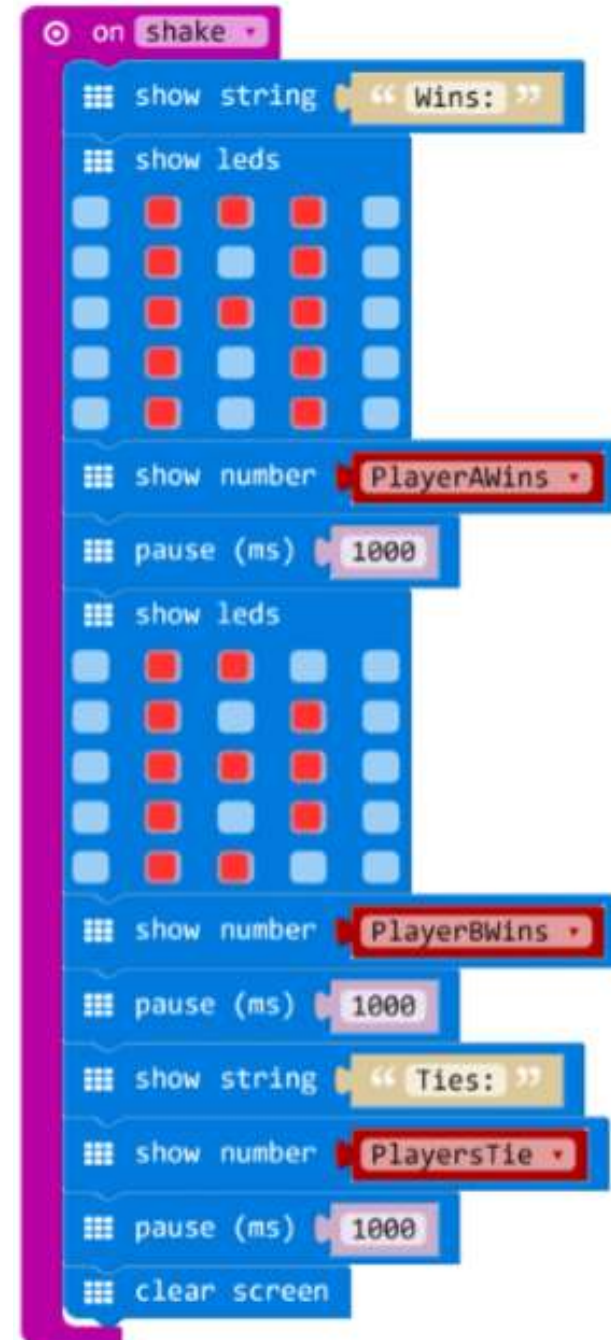 on shake
show string “ Wins: ”
show leds
show number PlayerAWins
pause (ms) 1000
show leds
show number PlayerBWins
pause (ms) 1000
show string “ Ties: ”
show number PlayersTie
pause (ms) 1000
clear screen